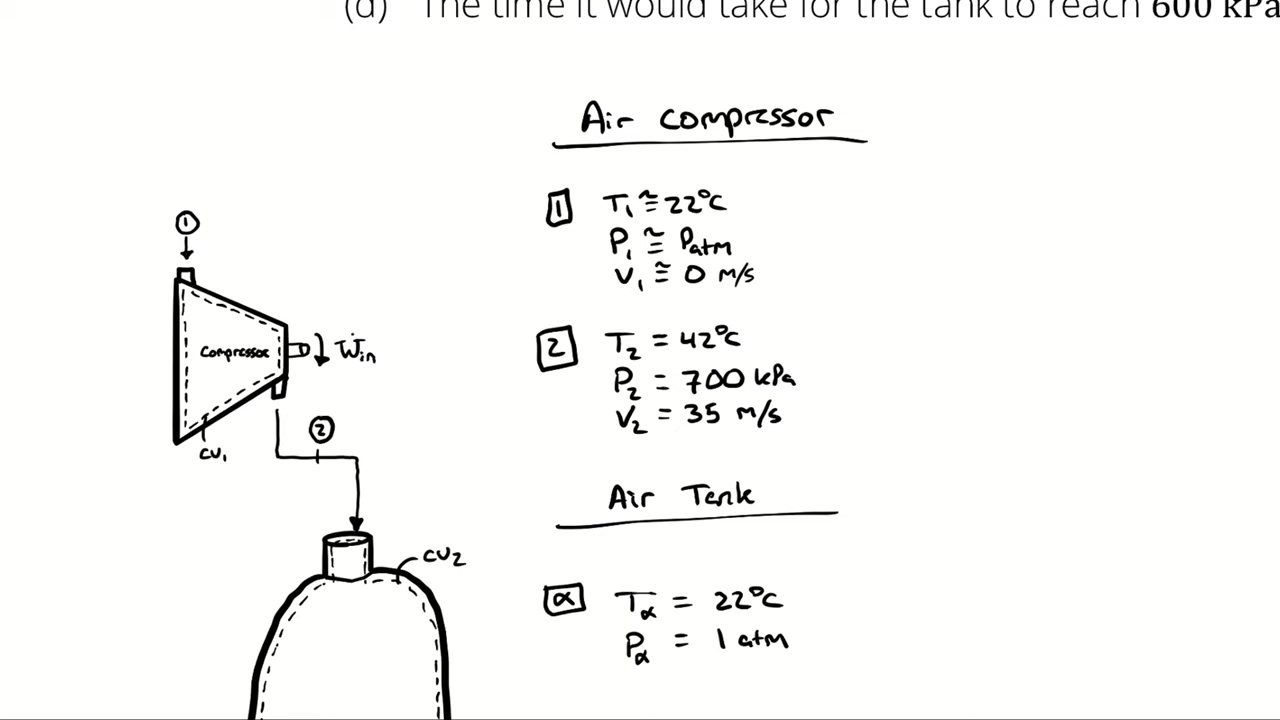 (d) The time it would take for the tank to reach 600 kPa
Air compressor
1 T₁ ≅ 22°C
P₁ ≅ Patm
V₁ ≅ 0 m/s
2 T₂ = 42°C
P₂ = 700 kPa
V₂ = 35 m/s
Air Tank
α Tα = 22°C
Pα = 1 atm
1
Compressor
Ẇin
2
CV₁
CV₂